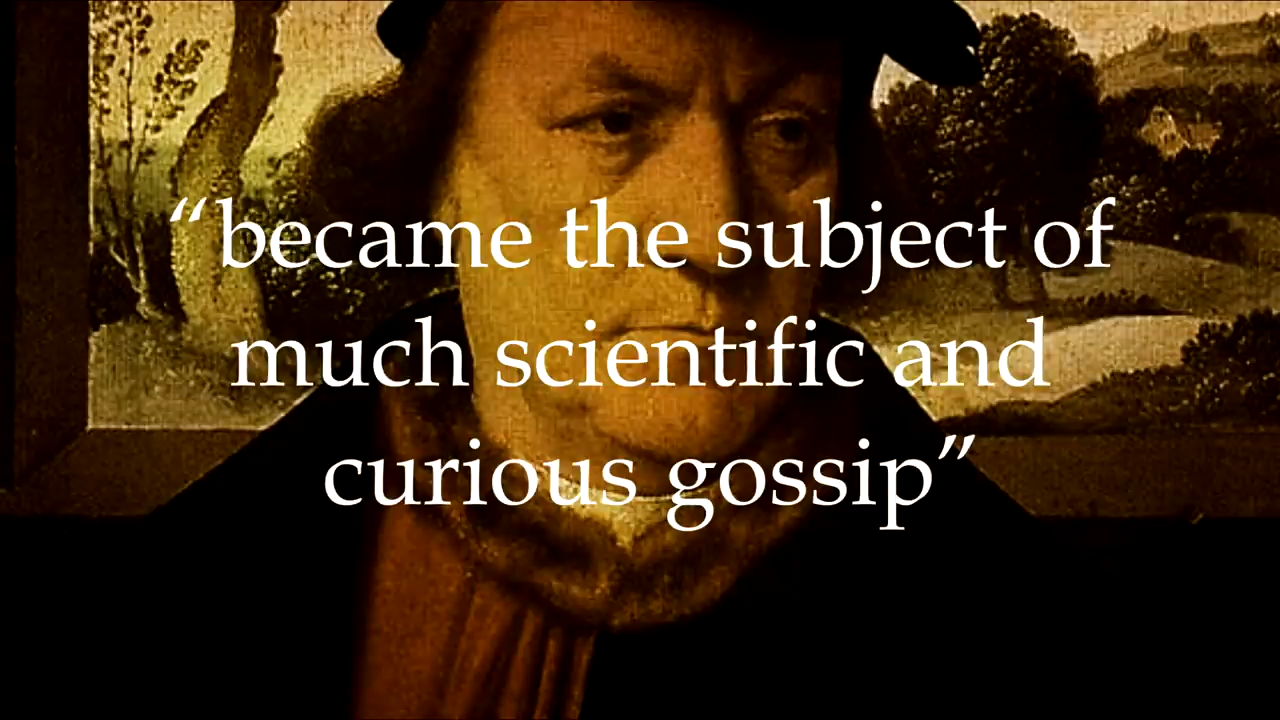 “became the subject of
much scientific and
curious gossip”